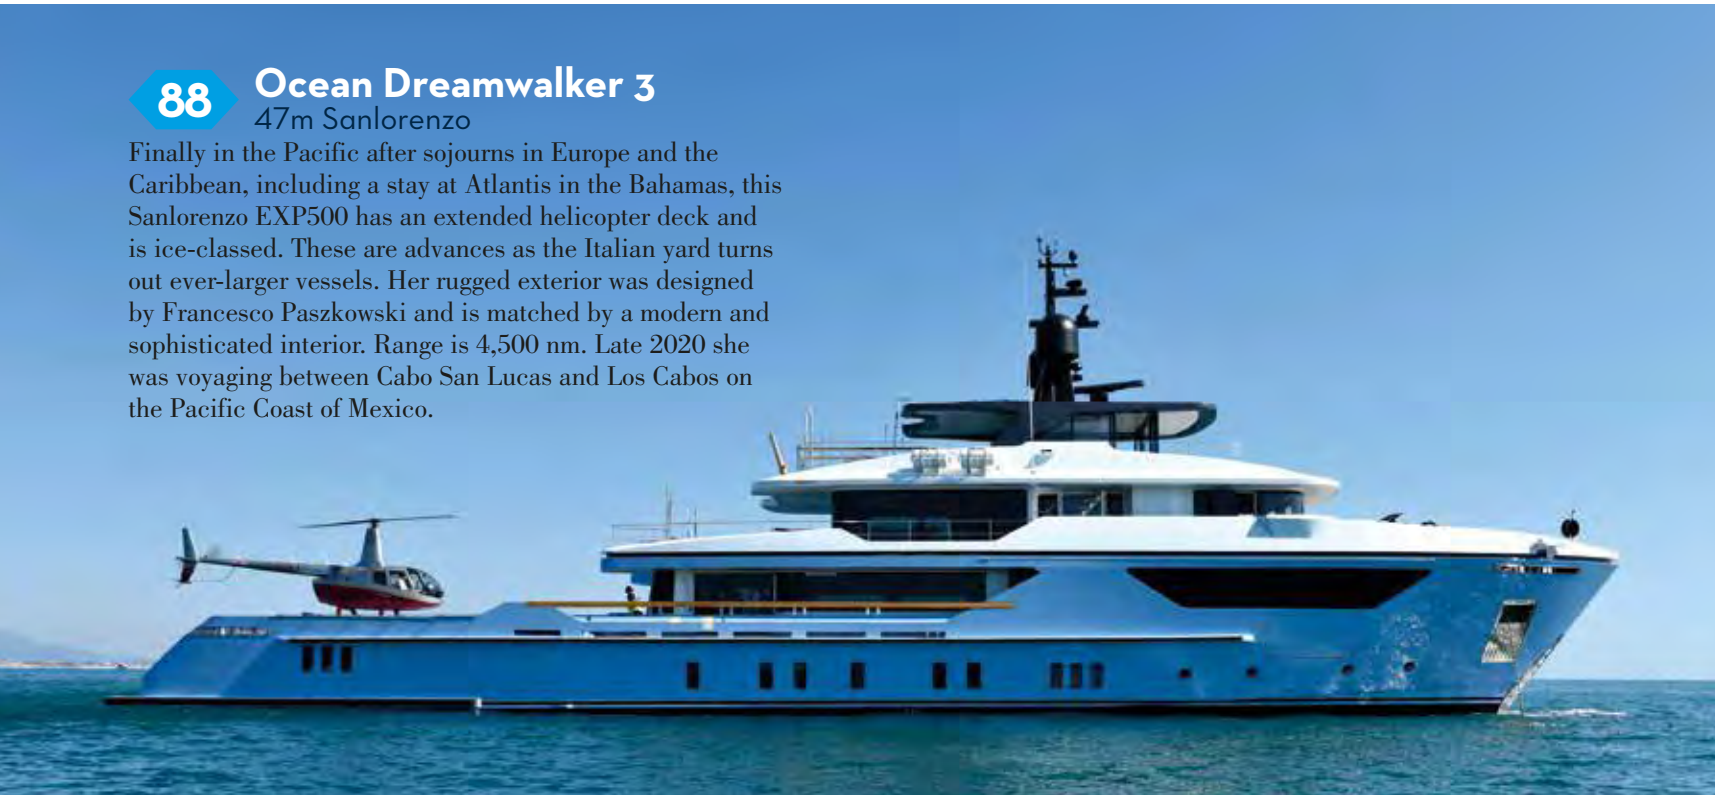 88
Ocean Dreamwalker 3
47m Sanlorenzo
Finally in the Pacific after sojourns in Europe and the
Caribbean, including a stay at Atlantis in the Bahamas, this
Sanlorenzo EXP500 has an extended helicopter deck and
is ice-classed. These are advances as the Italian yard turns
out ever-larger vessels. Her rugged exterior was designed
by Francesco Paszkowski and is matched by a modern and
sophisticated interior. Range is 4,500 nm. Late 2020 she
was voyaging between Cabo San Lucas and Los Cabos on
the Pacific Coast of Mexico.